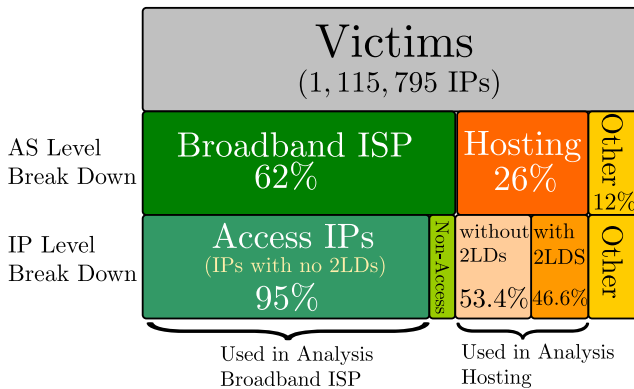 Victims
(1, 115, 795 IPs)
AS Level
Break Down
Broadband ISP
62%
Hosting
26%
Other
12%
IP Level
Break Down
Access IPs
(IPs with no 2LDs)
95%
Non-Access
without
2LDs
53.4%
with
2LDS
46.6%
Other
Used in Analysis
Broadband ISP
Used in Analysis
Hosting